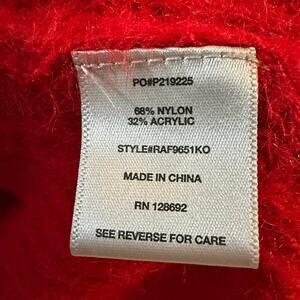 PO#P219225
68% NYLON
32% ACRYLIC
STYLE#RAF9651KO
MADE IN CHINA
RN 128692
SEE REVERSE FOR CARE